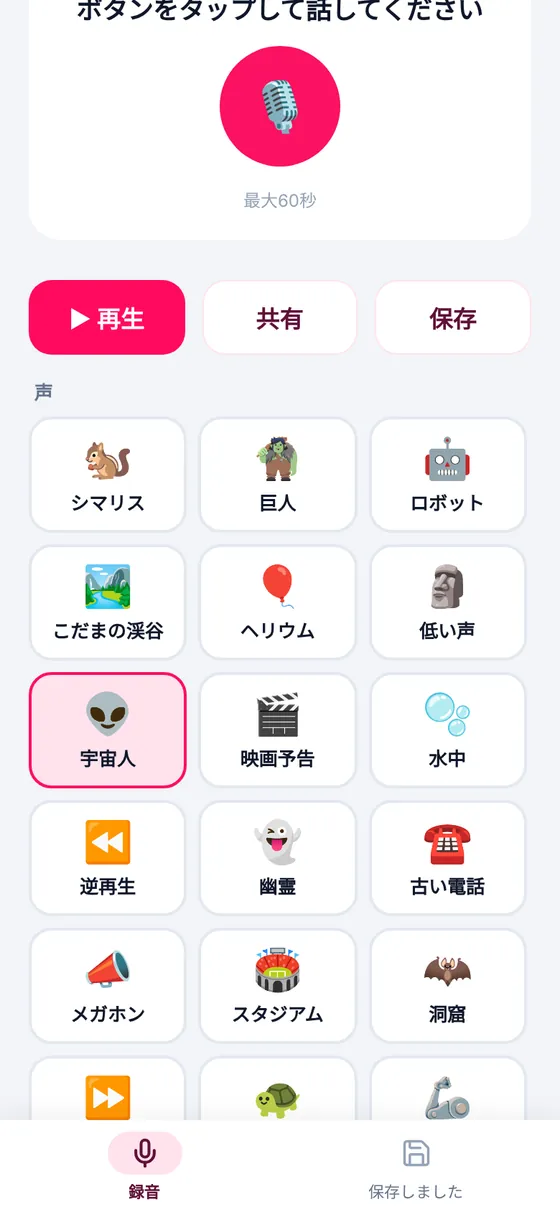 ボタンをタップして話してください
最大60秒
▶ 再生
共有
保存
声
シマリス
巨人
ロボット
こだまの渓谷
ヘリウム
低い声
宇宙人
映画予告
水中
逆再生
幽霊
古い電話
メガホン
スタジアム
洞窟
録音
保存しました